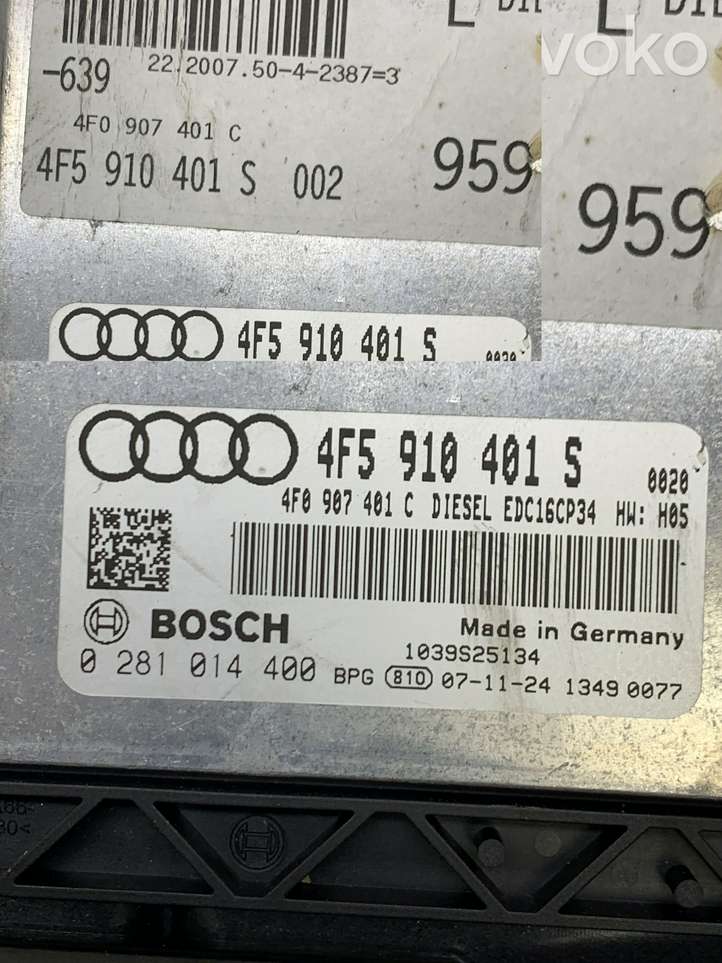 voko
-639
22.2007.50-4-2387=3
4F0 907 401 C
4F5 910 401 S 002
959
959
4F5 910 401 S
4F5 910 401 S
0020
4F0 907 401 C DIESEL EDC16CP34 HW: H05
BOSCH
Made in Germany
1039S25134
0 281 014 400 BPG 810 07-11-24 1349 0077